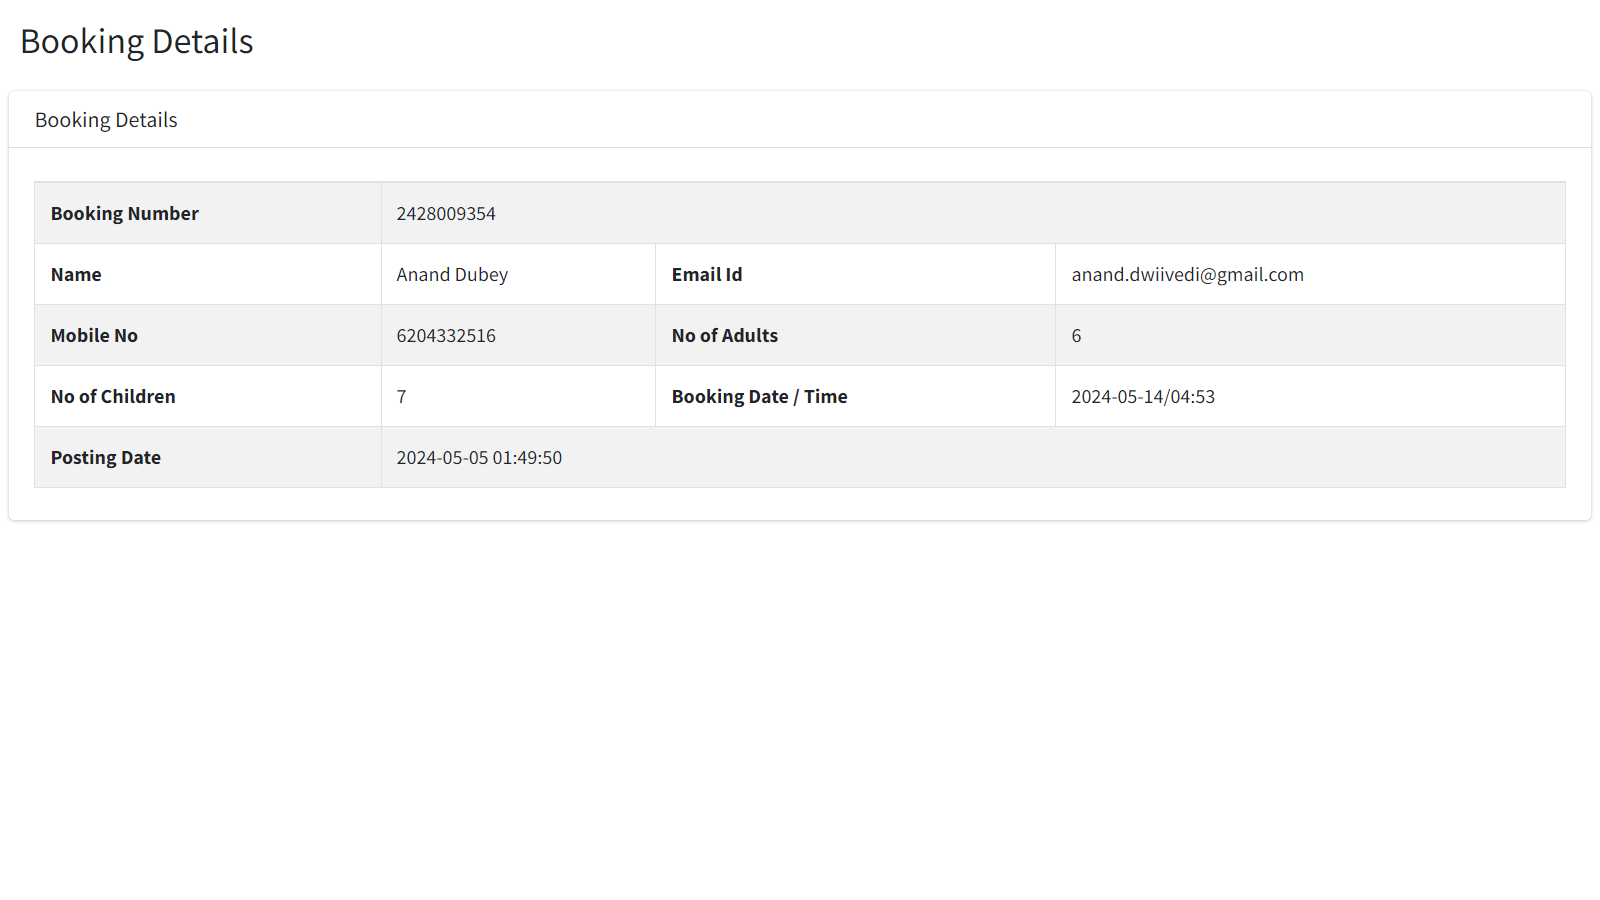 Booking Details
Booking Details
Booking Number 2428009354
Name Anand Dubey Email Id anand.dwiivedi@gmail.com
Mobile No 6204332516 No of Adults 6
No of Children 7 Booking Date / Time 2024-05-14/04:53
Posting Date 2024-05-05 01:49:50